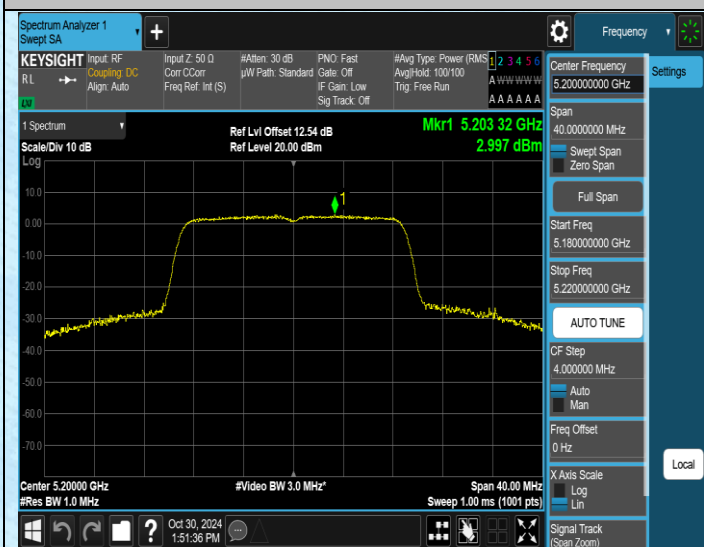 Spectrum Analyzer 1
Swept SA
Frequency
KEYSIGHT
R L
Input: RF
Coupling: DC
Align: Auto
Input Z: 50 Ω
Corr CCorr
Freq Ref: Int (S)
#Atten: 30 dB
µW Path: Standard
PNO: Fast
Gate: Off
IF Gain: Low
Sig Track: Off
#Avg Type: Power (RMS
Avg|Hold: 100/100
Trig: Free Run
1 2 3 4 5 6
A W W W W W
A A A A A A
1 Spectrum
Scale/Div 10 dB
Log
Ref Lvl Offset 12.54 dB
Ref Level 20.00 dBm
Mkr1 5.203 32 GHz
2.997 dBm
1
10.0
0.00
-10.0
-20.0
-30.0
-40.0
-50.0
-60.0
-70.0
Center 5.20000 GHz
#Res BW 1.0 MHz
#Video BW 3.0 MHz*
Span 40.00 MHz
Sweep 1.00 ms (1001 pts)
Center Frequency
5.200000000 GHz
Span
40.0000000 MHz
Swept Span
Zero Span
Full Span
Start Freq
5.180000000 GHz
Stop Freq
5.220000000 GHz
AUTO TUNE
CF Step
4.000000 MHz
Auto
Man
Freq Offset
0 Hz
X Axis Scale
Log
Lin
Signal Track
(Span Zoom)
Settings
Local
?
Oct 30, 2024
1:51:36 PM